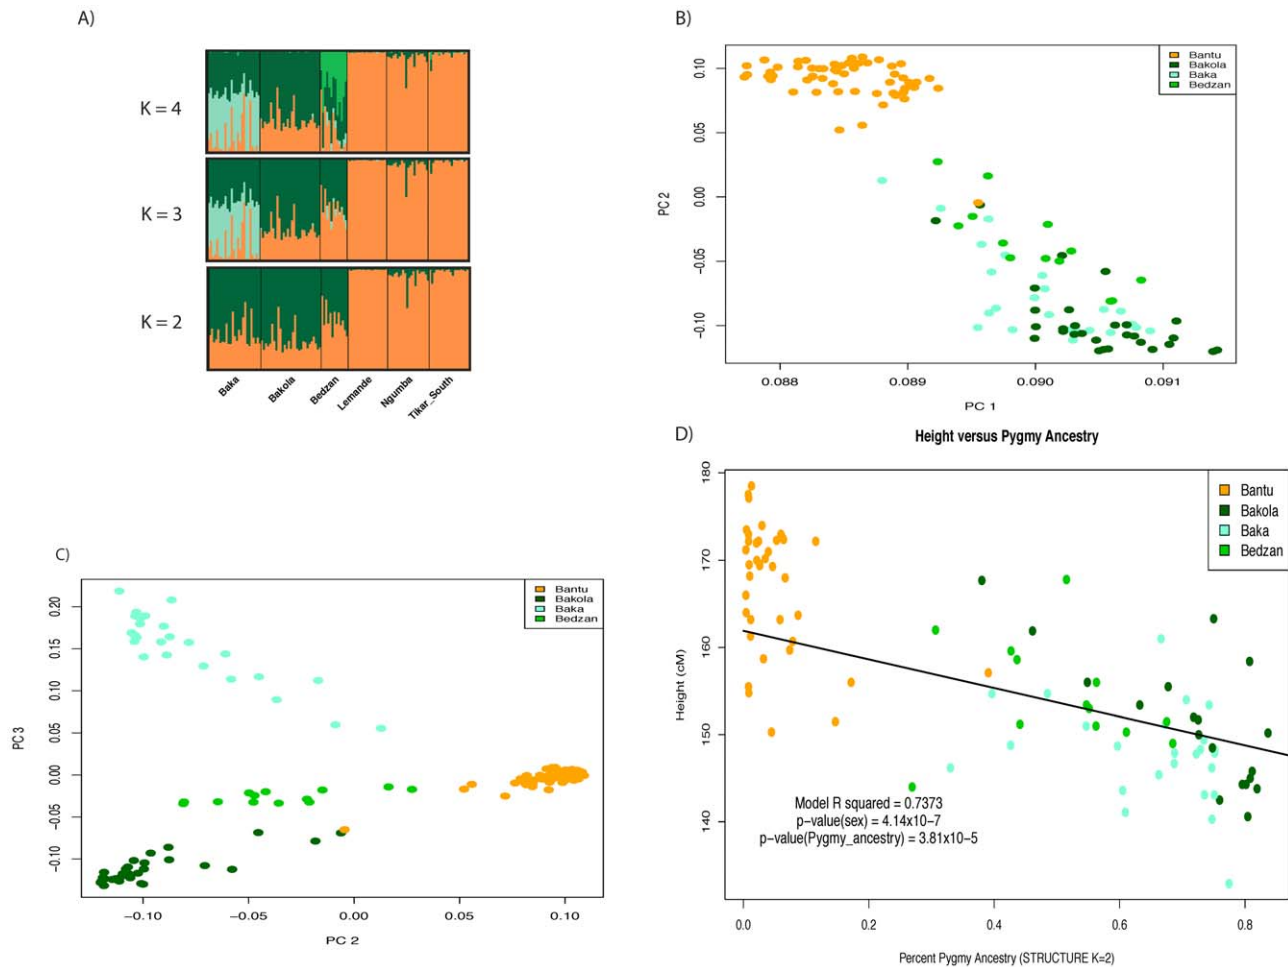 A)
K = 4
K = 3
K = 2
Baka
Bakola
Bedzan
Lemande
Ngumba
Tikar_South
B)
PC 2
0.10
0.05
0.00
−0.05
−0.10
Bantu
Bakola
Baka
Bedzan
0.088
0.089
0.090
0.091
PC 1
C)
PC 3
0.20
0.15
0.10
0.05
0.00
−0.05
−0.10
Bantu
Bakola
Baka
Bedzan
−0.10
−0.05
0.00
0.05
0.10
PC 2
D)
Height versus Pygmy Ancestry
Height (cM)
180
170
160
150
140
Bantu
Bakola
Baka
Bedzan
Model R squared = 0.7373
p-value(sex) = 4.14x10-7
p-value(Pygmy_ancestry) = 3.81x10-5
0.0
0.2
0.4
0.6
0.8
Percent Pygmy Ancestry (STRUCTURE K=2)